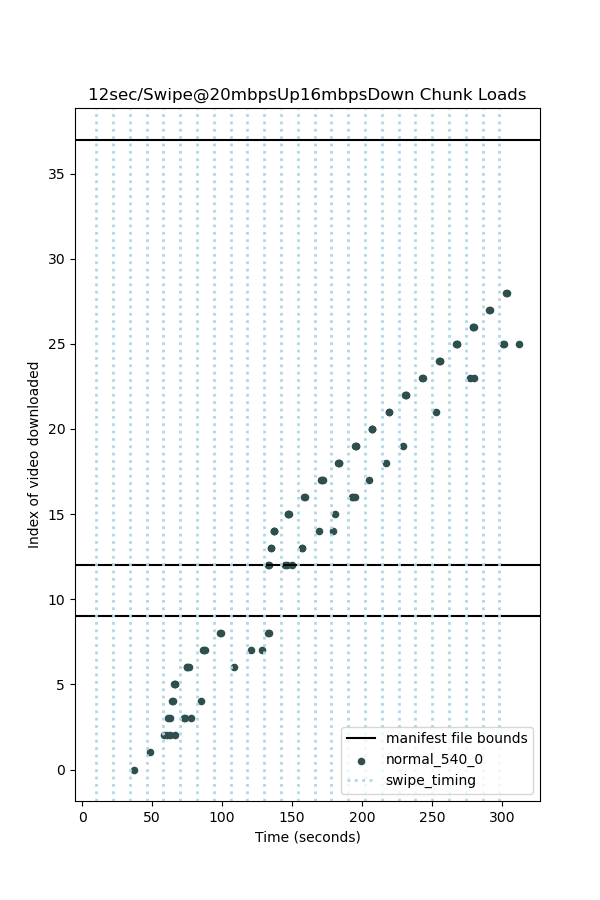 12sec/Swipe@20mbpsUp16mbpsDown Chunk Loads
Index of video downloaded
35
30
25
20
15
10
5
0
manifest file bounds
normal_540_0
swipe_timing
0 50 100 150 200 250 300
Time (seconds)